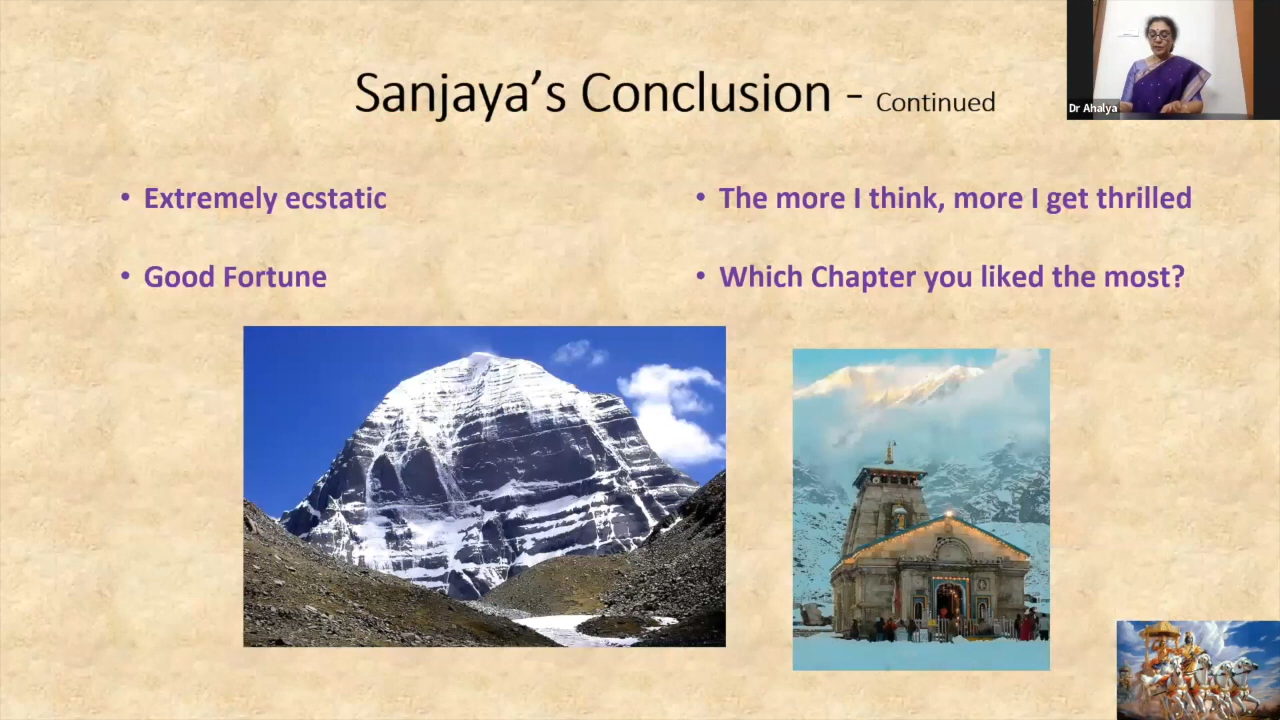 Sanjaya’s Conclusion - Continued
Dr Ahalya
• Extremely ecstatic
• Good Fortune
• The more I think, more I get thrilled
• Which Chapter you liked the most?